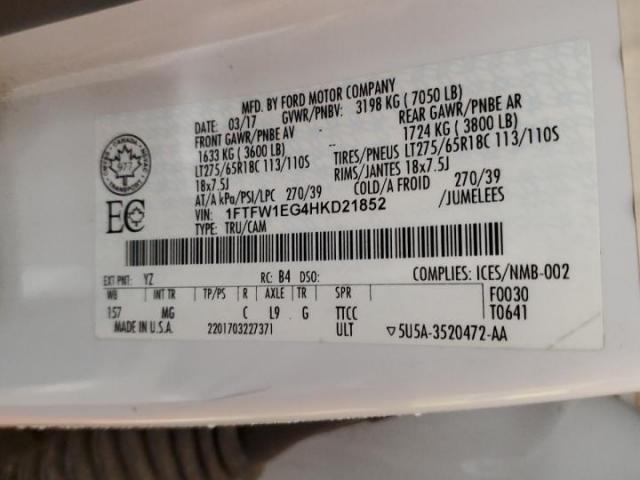 MFD. BY FORD MOTOR COMPANY
DATE: 03/17 GVWR/PNBV: 3198 KG ( 7050 LB)
FRONT GAWR/PNBE AV REAR GAWR/PNBE AR
1633 KG ( 3600 LB) 1724 KG ( 3800 LB)
LT275/65R18C 113/110S TIRES/PNEUS LT275/65R18C 113/110S
18x7.5J RIMS/JANTES 18x7.5J
AT/A kPa/PSI/LPC 270/39 COLD/A FROID 270/39
VIN: 1FTFW1EG4HKD21852 /JUMELEES
TYPE: TRU/CAM
CANADA
TRANSPORT
977
EC
EXT PNT: YZ RC: B4 DSO: COMPLIES: ICES/NMB-002
WB INT TR TP/PS R AXLE TR SPR F0030
157 MG C L9 G TTCC T0641
MADE IN U.S.A. 2201703227371 ULT ▽5U5A-3520472-AA